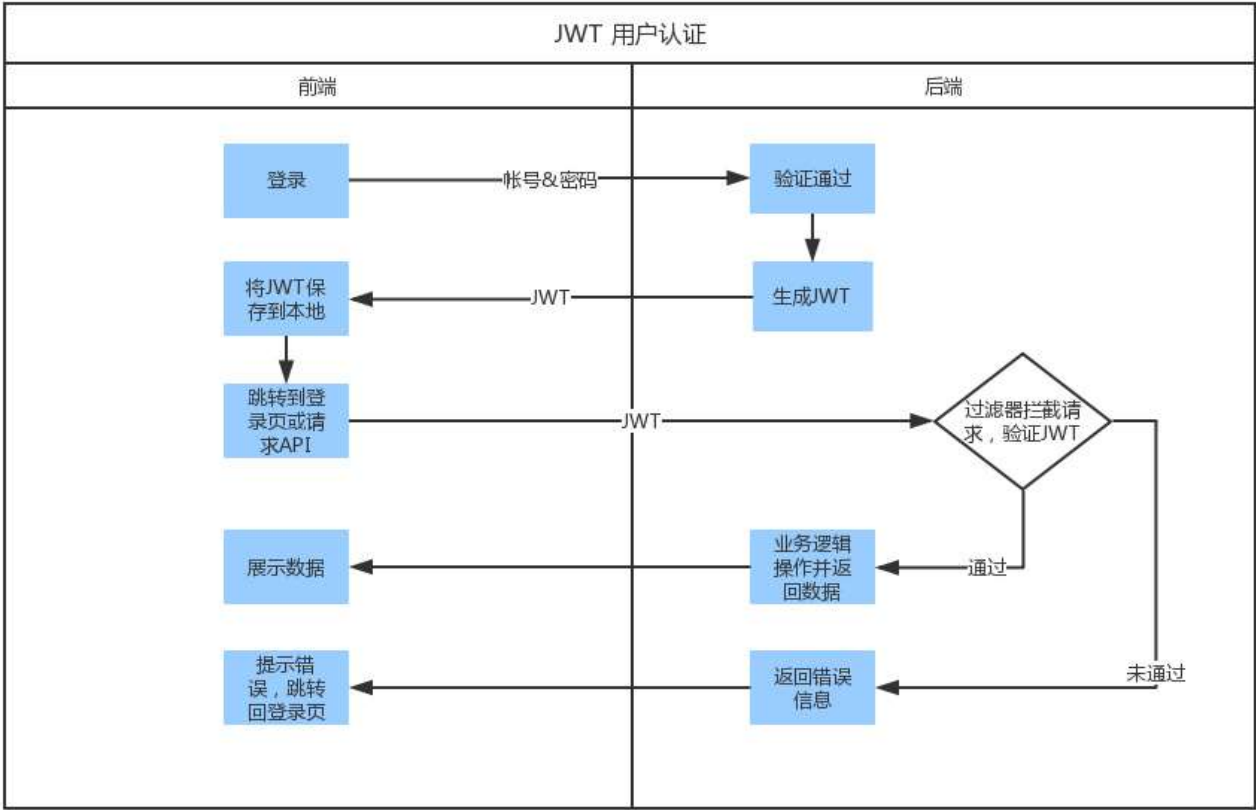 JWT 用户认证
前端
后端
登录
帐号&密码
验证通过
将JWT保
存到本地
JWT
生成JWT
跳转到登
录页或请
求API
JWT
过滤器拦截请
求，验证JWT
展示数据
业务逻辑
操作并返
回数据
通过
提示错
误，跳转
回登录页
返回错误
信息
未通过